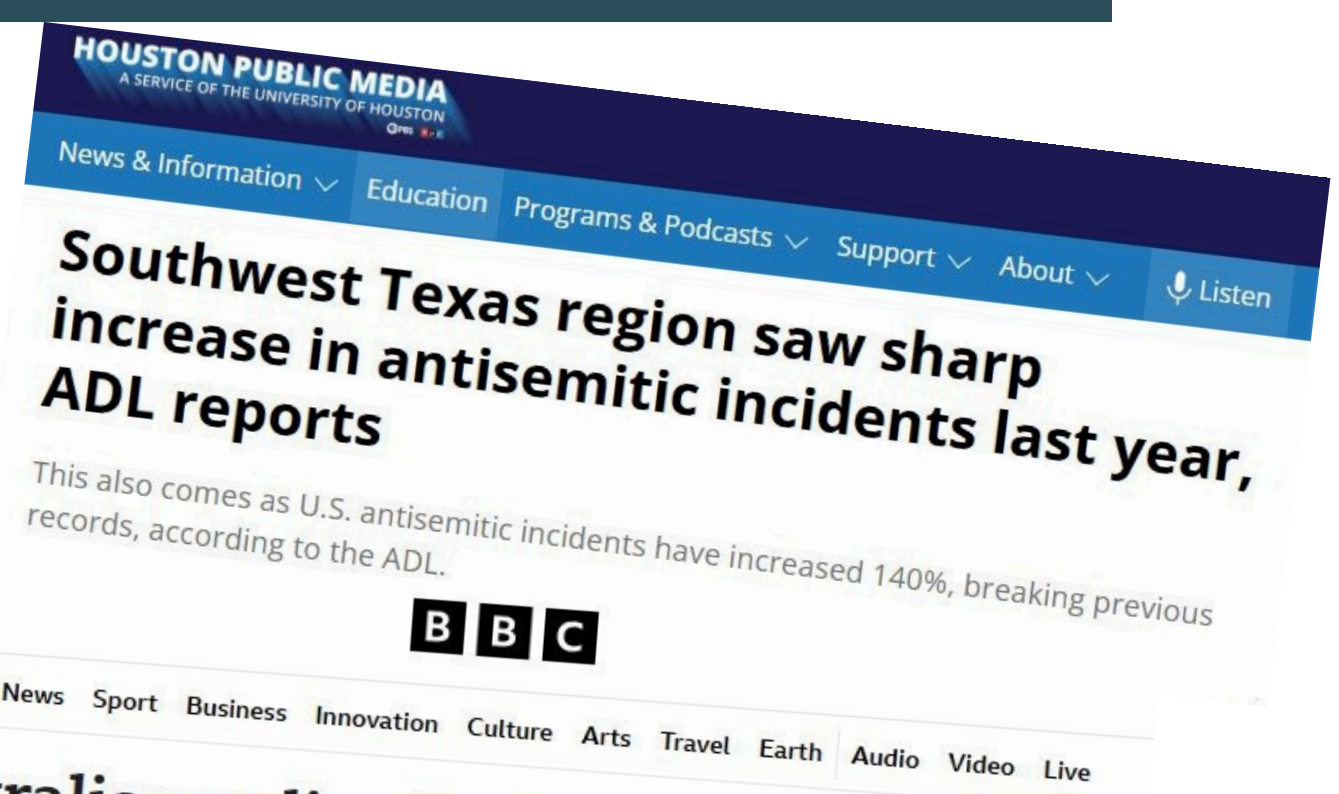 HOUSTON PUBLIC MEDIA
A SERVICE OF THE UNIVERSITY OF HOUSTON
PBS npr
News & Information Education Programs & Podcasts Support About Listen
Southwest Texas region saw sharp
increase in antisemitic incidents last year,
ADL reports
This also comes as U.S. antisemitic incidents have increased 140%, breaking previous
records, according to the ADL.
BBC
News Sport Business Innovation Culture Arts Travel Earth Audio Video Live